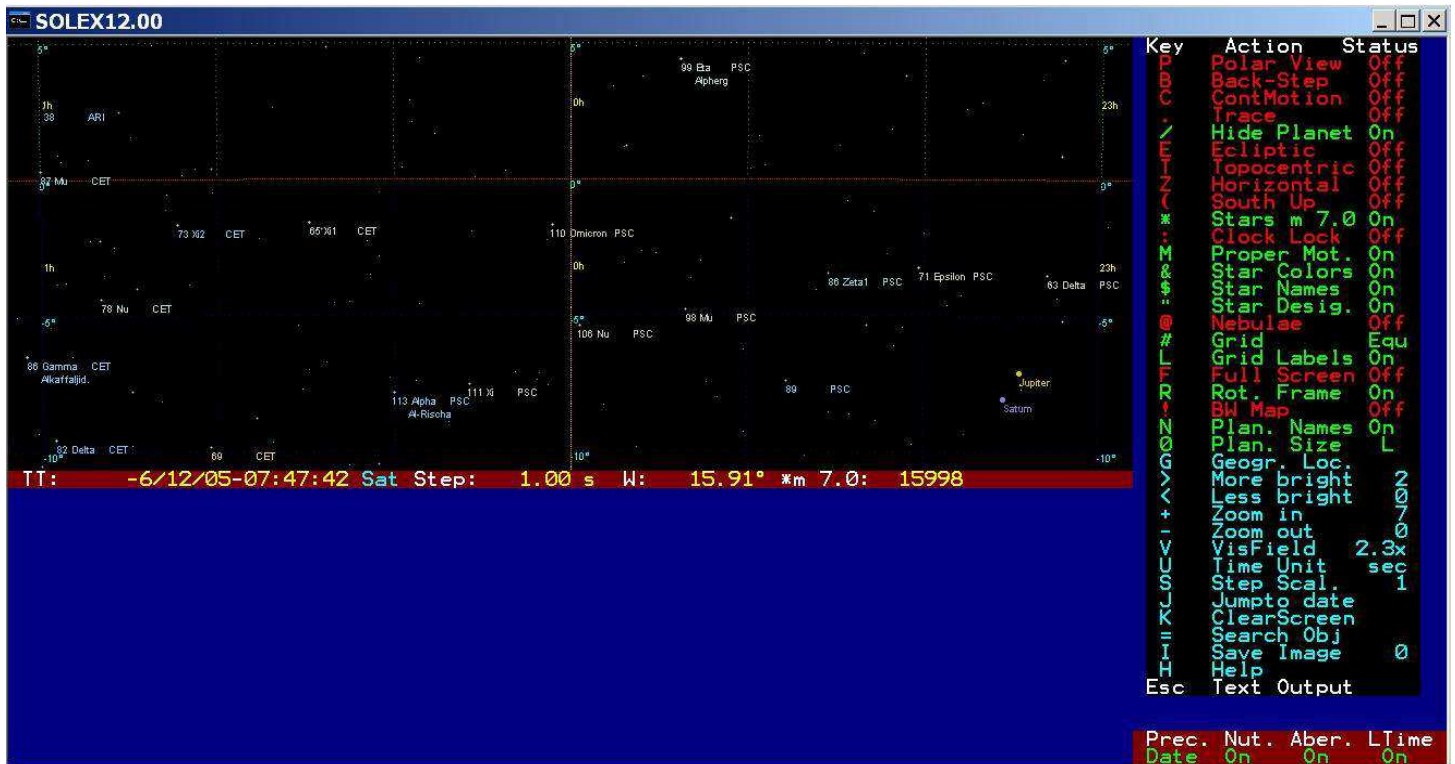 SOLEX12.00
5° 5° 5°
99 Eta PSC
Alpherg
1h 0h 23h
38 ARI
87 Mu CET
0° 0° 0°
73 Xi2 CET 65 Xi1 CET 110 Omicron PSC
1h 0h 23h
86 Zeta1 PSC 71 Epsilon PSC 63 Delta PSC
78 Nu CET
98 Mu PSC
-5° -5° -5°
106 Nu PSC
86 Gamma CET
Alkaffaljid.
Jupiter
89 PSC
113 Alpha PSC 111 Xi PSC
Al-Rischa
Saturn
82 Delta CET 69 CET
-10° -10° -10°
TT: -6/12/05-07:47:42 Sat Step: 1.00 s W: 15.91° *m 7.0: 15998
Key Action Status
P Polar View Off
B Back-Step Off
C ContMotion Off
. Trace Off
/ Hide Planet On
E Ecliptic Off
T Topocentric Off
Z Horizontal Off
( South Up Off
* Stars m 7.0 On
: Clock Lock Off
M Proper Mot. On
& Star Colors On
$ Star Names On
" Star Desig. On
@ Nebulae Off
# Grid Equ
L Grid Labels On
F Full Screen Off
R Rot. Frame On
! BW Map Off
N Plan. Names On
0 Plan. Size L
G Geogr. Loc.
> More bright 2
< Less bright 0
+ Zoom in 7
- Zoom out 0
V VisField 2.3x
U Time Unit sec
S Step Scal. 1
J Jumpto date
K ClearScreen
= Search Obj
I Save Image 0
H Help
Esc Text Output
Prec. Nut. Aber. LTime
Date On On On